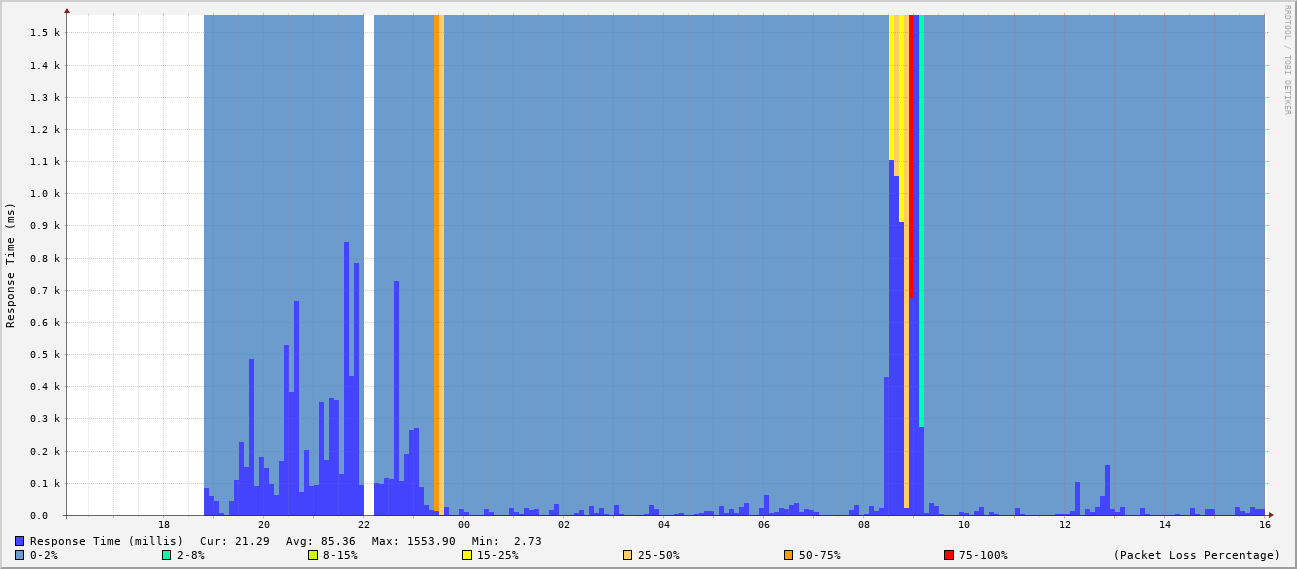 RRDTOOL / TOBI OETIKER
Response Time (ms)
1.5 k
1.4 k
1.3 k
1.2 k
1.1 k
1.0 k
0.9 k
0.8 k
0.7 k
0.6 k
0.5 k
0.4 k
0.3 k
0.2 k
0.1 k
0.0
18 20 22 00 02 04 06 08 10 12 14 16
Response Time (millis) Cur: 21.29 Avg: 85.36 Max: 1553.90 Min: 2.73
0-2% 2-8% 8-15% 15-25% 25-50% 50-75% 75-100% (Packet Loss Percentage)